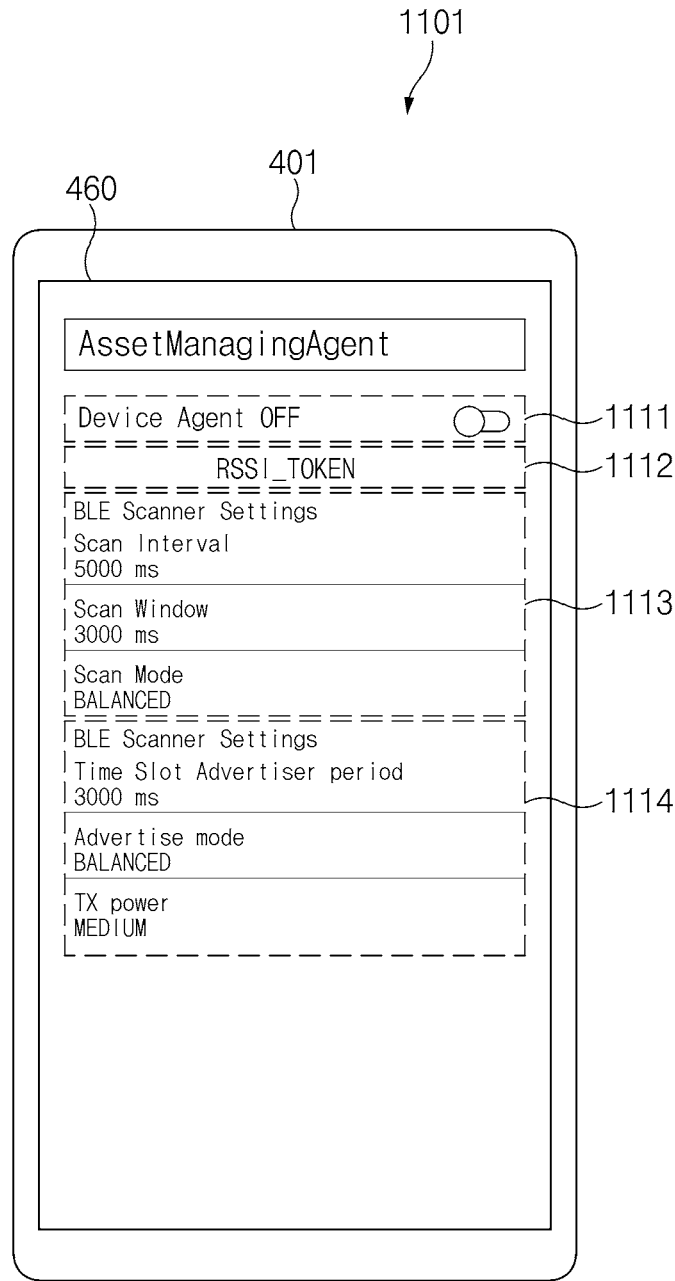 1101
401
460
AssetManagingAgent
Device Agent OFF
1111
RSSI_TOKEN
1112
BLE Scanner Settings
Scan Interval
5000 ms
Scan Window
1113
3000 ms
Scan Mode
BALANCED
BLE Scanner Settings
Time Slot Advertiser period
3000 ms
1114
Advertise mode
BALANCED
TX power
MEDIUM